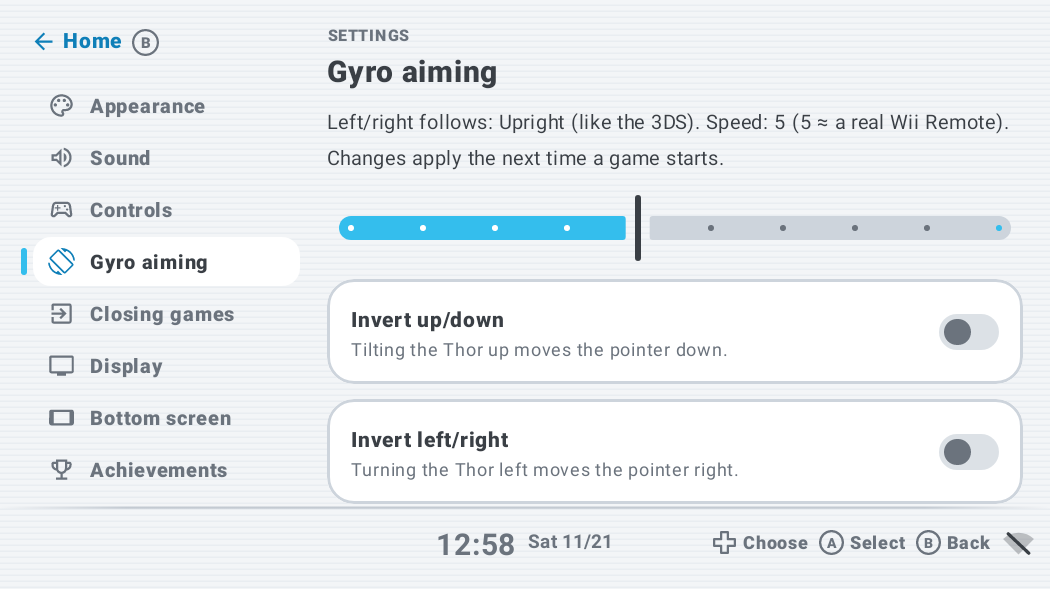 Home B
Appearance
Sound
Controls
Gyro aiming
Closing games
Display
Bottom screen
Achievements
SETTINGS
Gyro aiming
Left/right follows: Upright (like the 3DS). Speed: 5 (5 ≈ a real Wii Remote).
Changes apply the next time a game starts.
Invert up/down
Tilting the Thor up moves the pointer down.
Invert left/right
Turning the Thor left moves the pointer right.
12:58 Sat 11/21
Choose A Select B Back